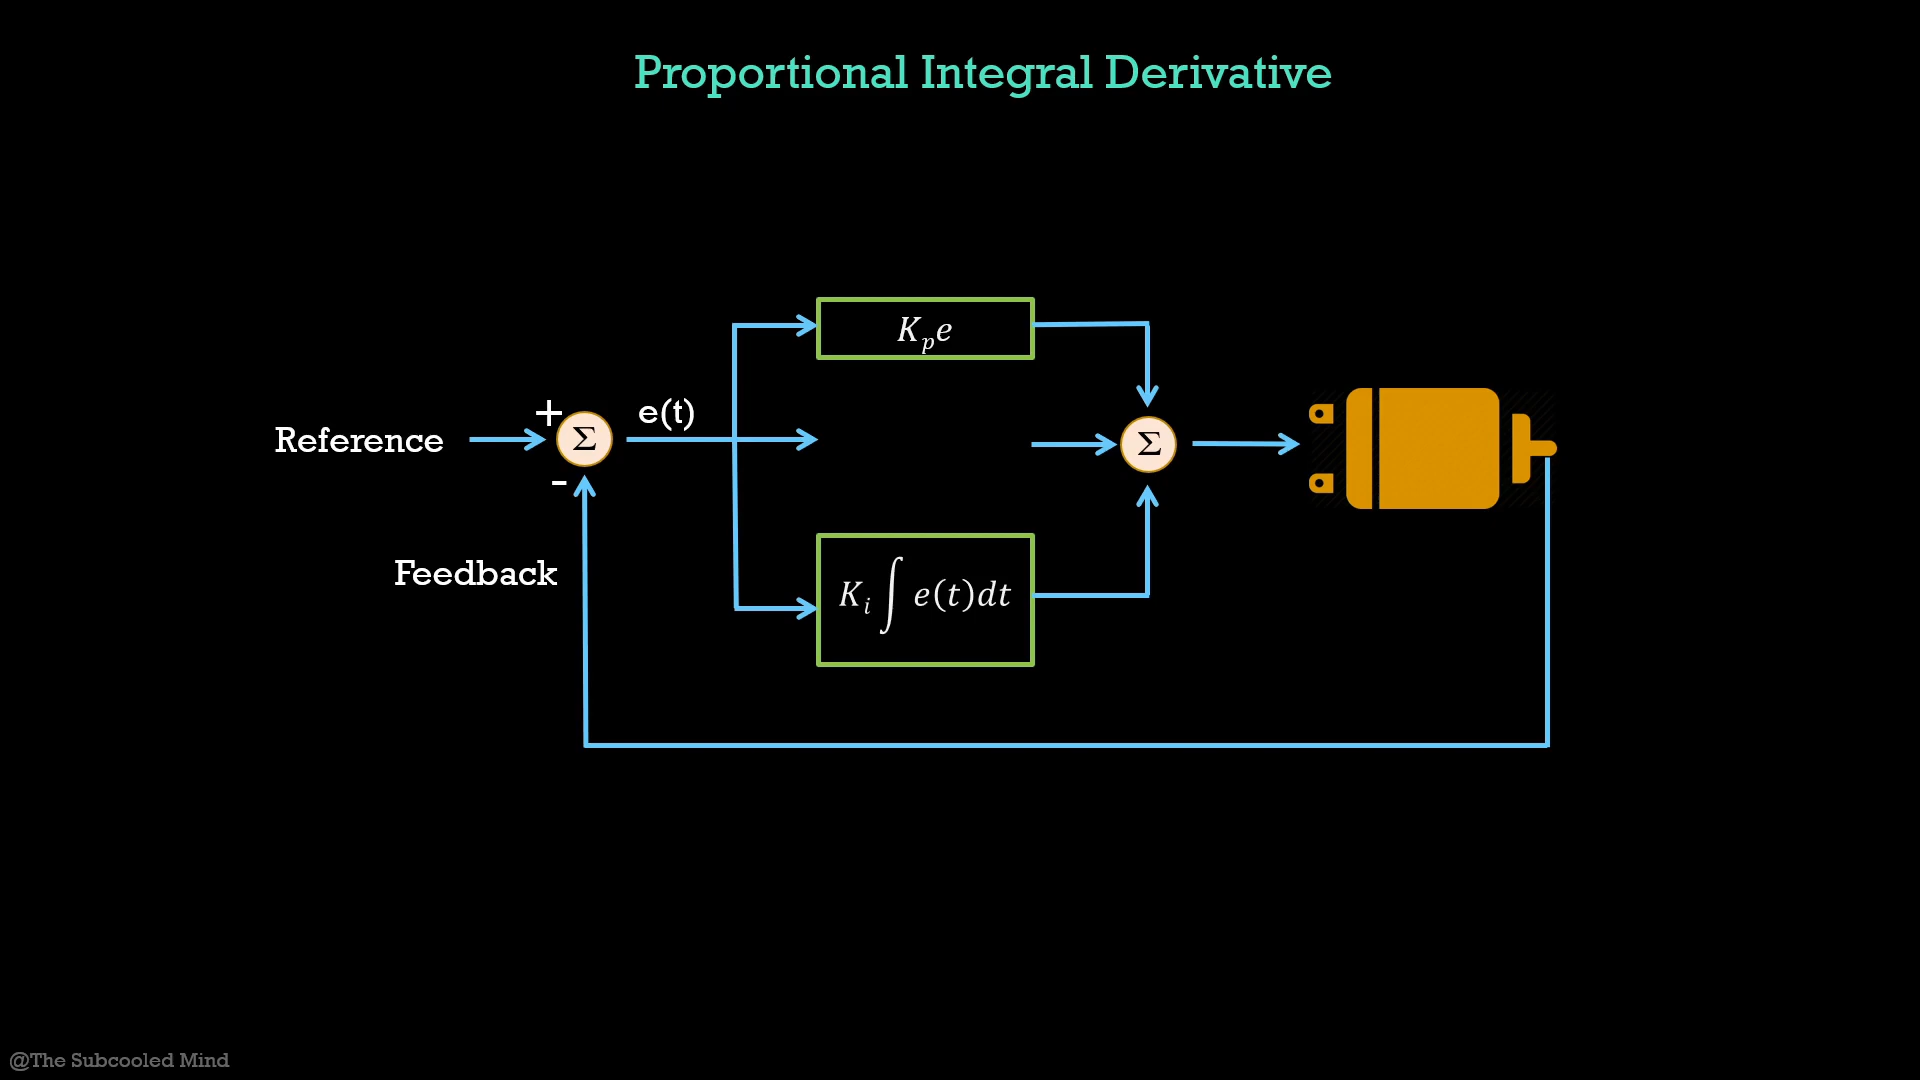 Proportional Integral Derivative
K_p e
+
Σ
e(t)
Reference
Σ
-
Feedback
K_i ∫ e(t)dt
@The Subcooled Mind